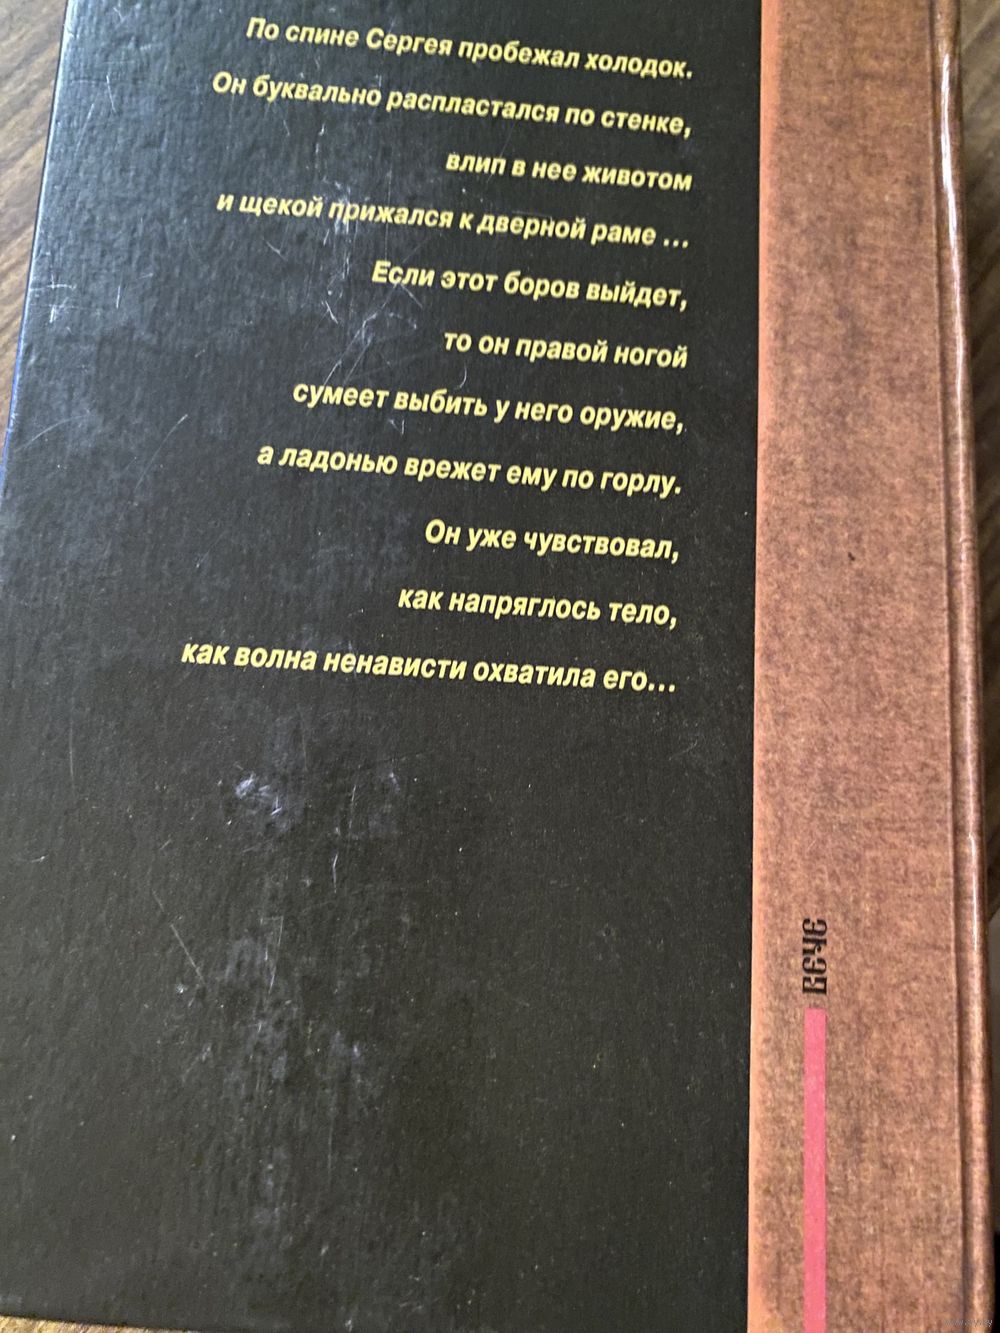 По спине Сергея пробежал холодок.
Он буквально распластался по стенке,
влип в нее животом
и щекой прижался к дверной раме ...
Если этот боров выйдет,
то он правой ногой
сумеет выбить у него оружие,
а ладонью врежет ему по горлу.
Он уже чувствовал,
как напряглось тело,
как волна ненависти охватила его...
ВЕЧЕ